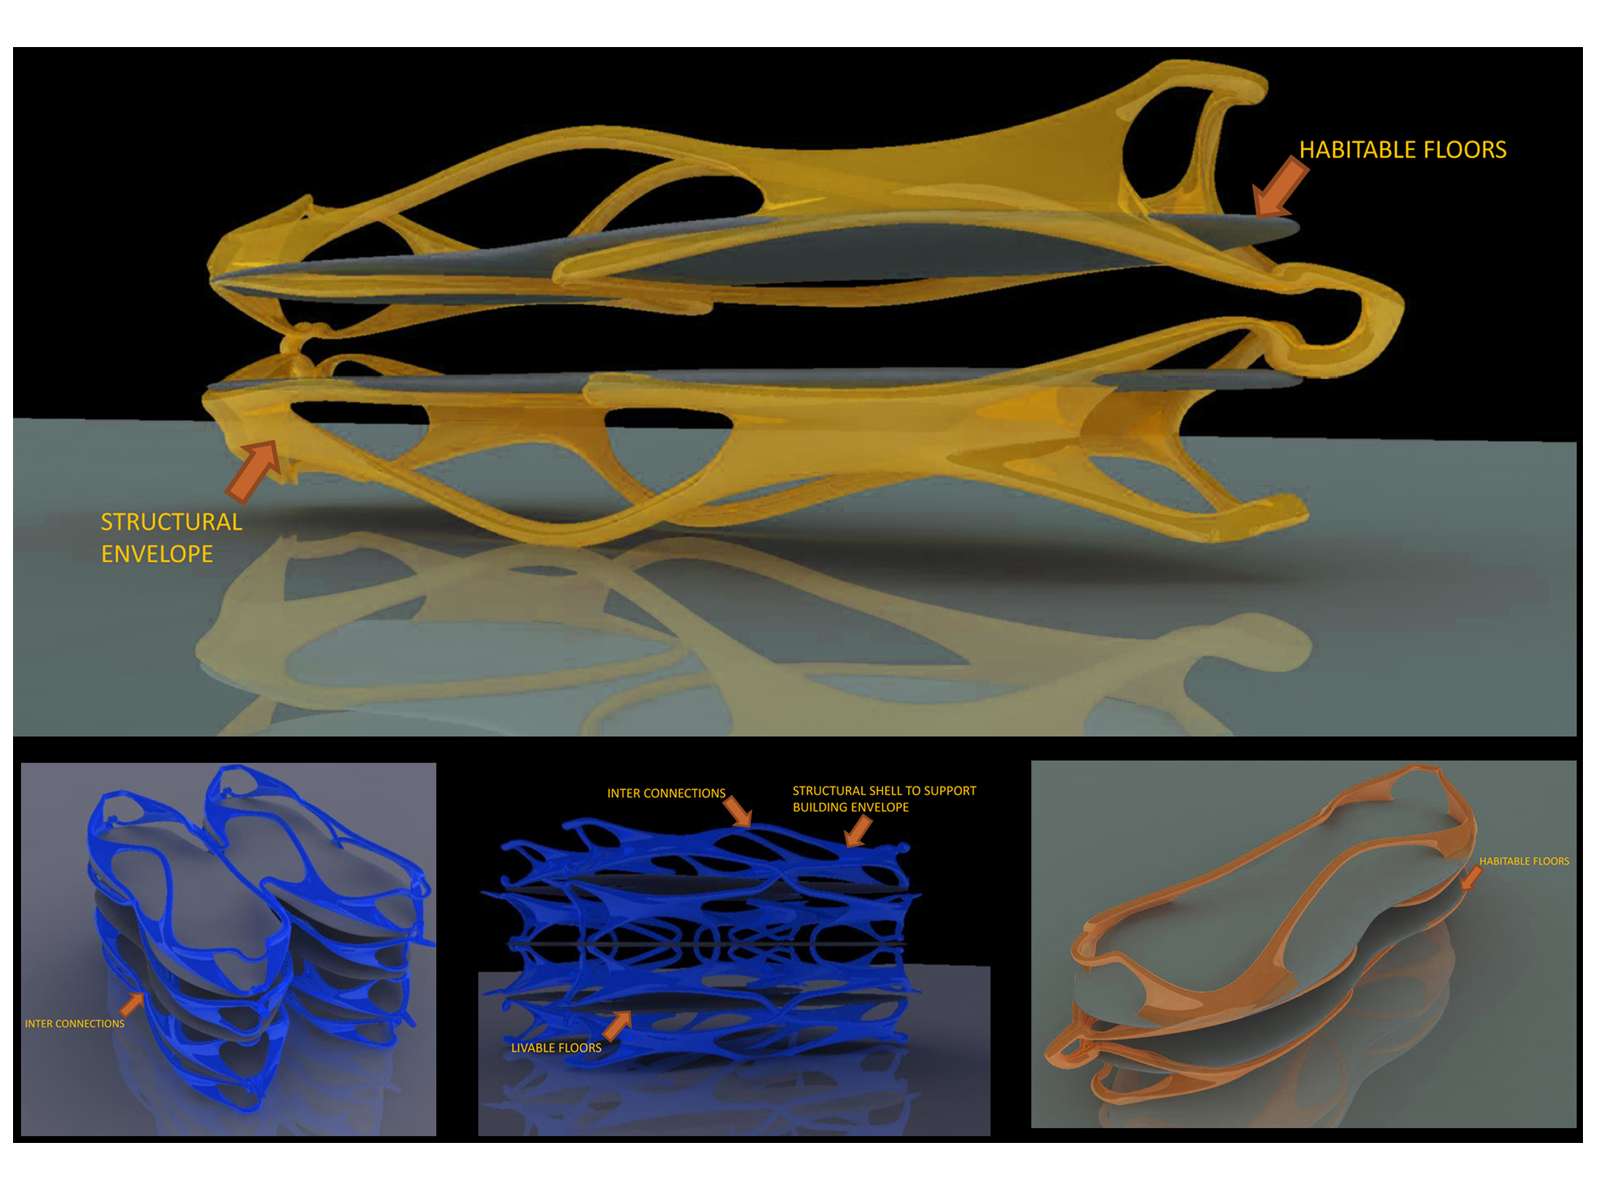 HABITABLE FLOORS
STRUCTURAL
ENVELOPE
INTER CONNECTIONS
INTER CONNECTIONS
STRUCTURAL SHELL TO SUPPORT
BUILDING ENVELOPE
LIVABLE FLOORS
HABITABLE FLOORS